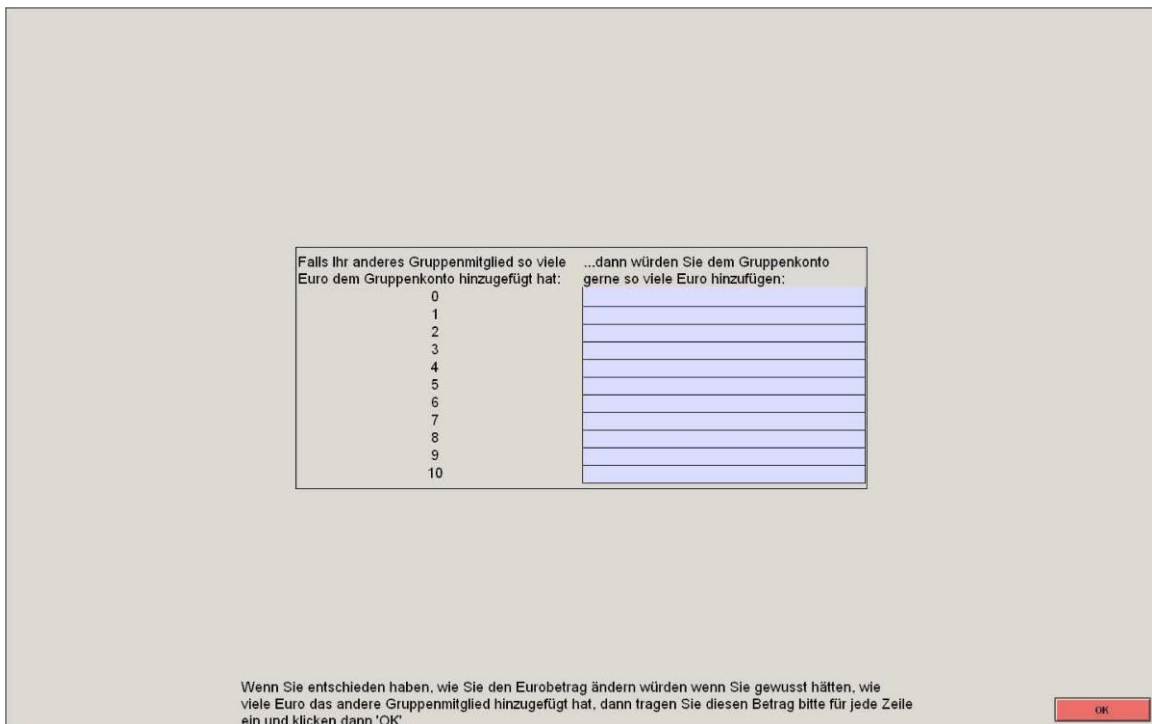 Falls Ihr anderes Gruppenmitglied so viele
Euro dem Gruppenkonto hinzugefügt hat:
...dann würden Sie dem Gruppenkonto
gerne so viele Euro hinzufügen:
0
1
2
3
4
5
6
7
8
9
10
Wenn Sie entschieden haben, wie Sie den Eurobetrag ändern würden wenn Sie gewusst hätten, wie
viele Euro das andere Gruppenmitglied hinzugefügt hat, dann tragen Sie diesen Betrag bitte für jede Zeile
ein und klicken dann 'OK'
OK